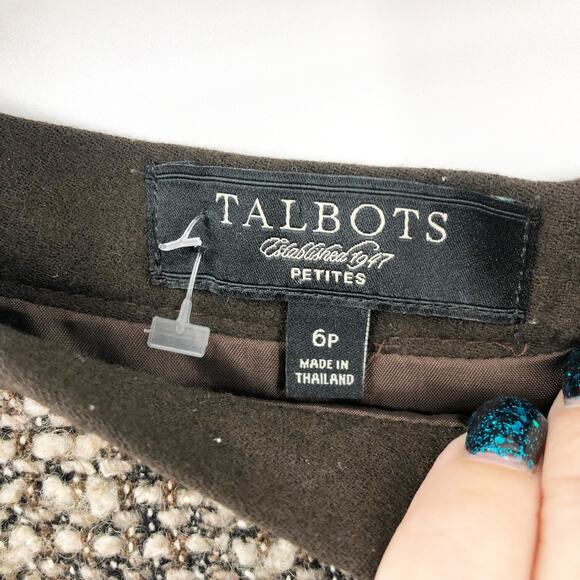 TALBOTS
Established 1947
PETITES
6P
MADE IN
THAILAND